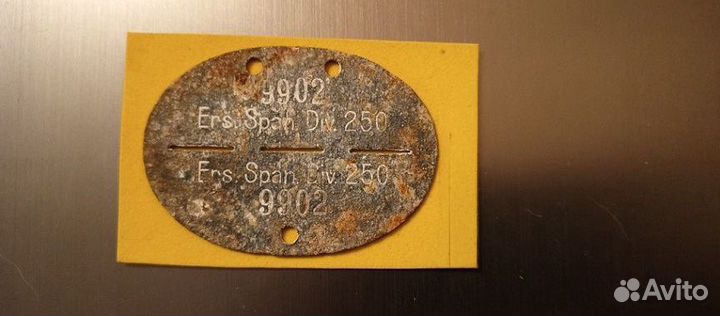 9902
Ers. Span. Div. 250
Ers. Span. Div. 250
9902
Avito